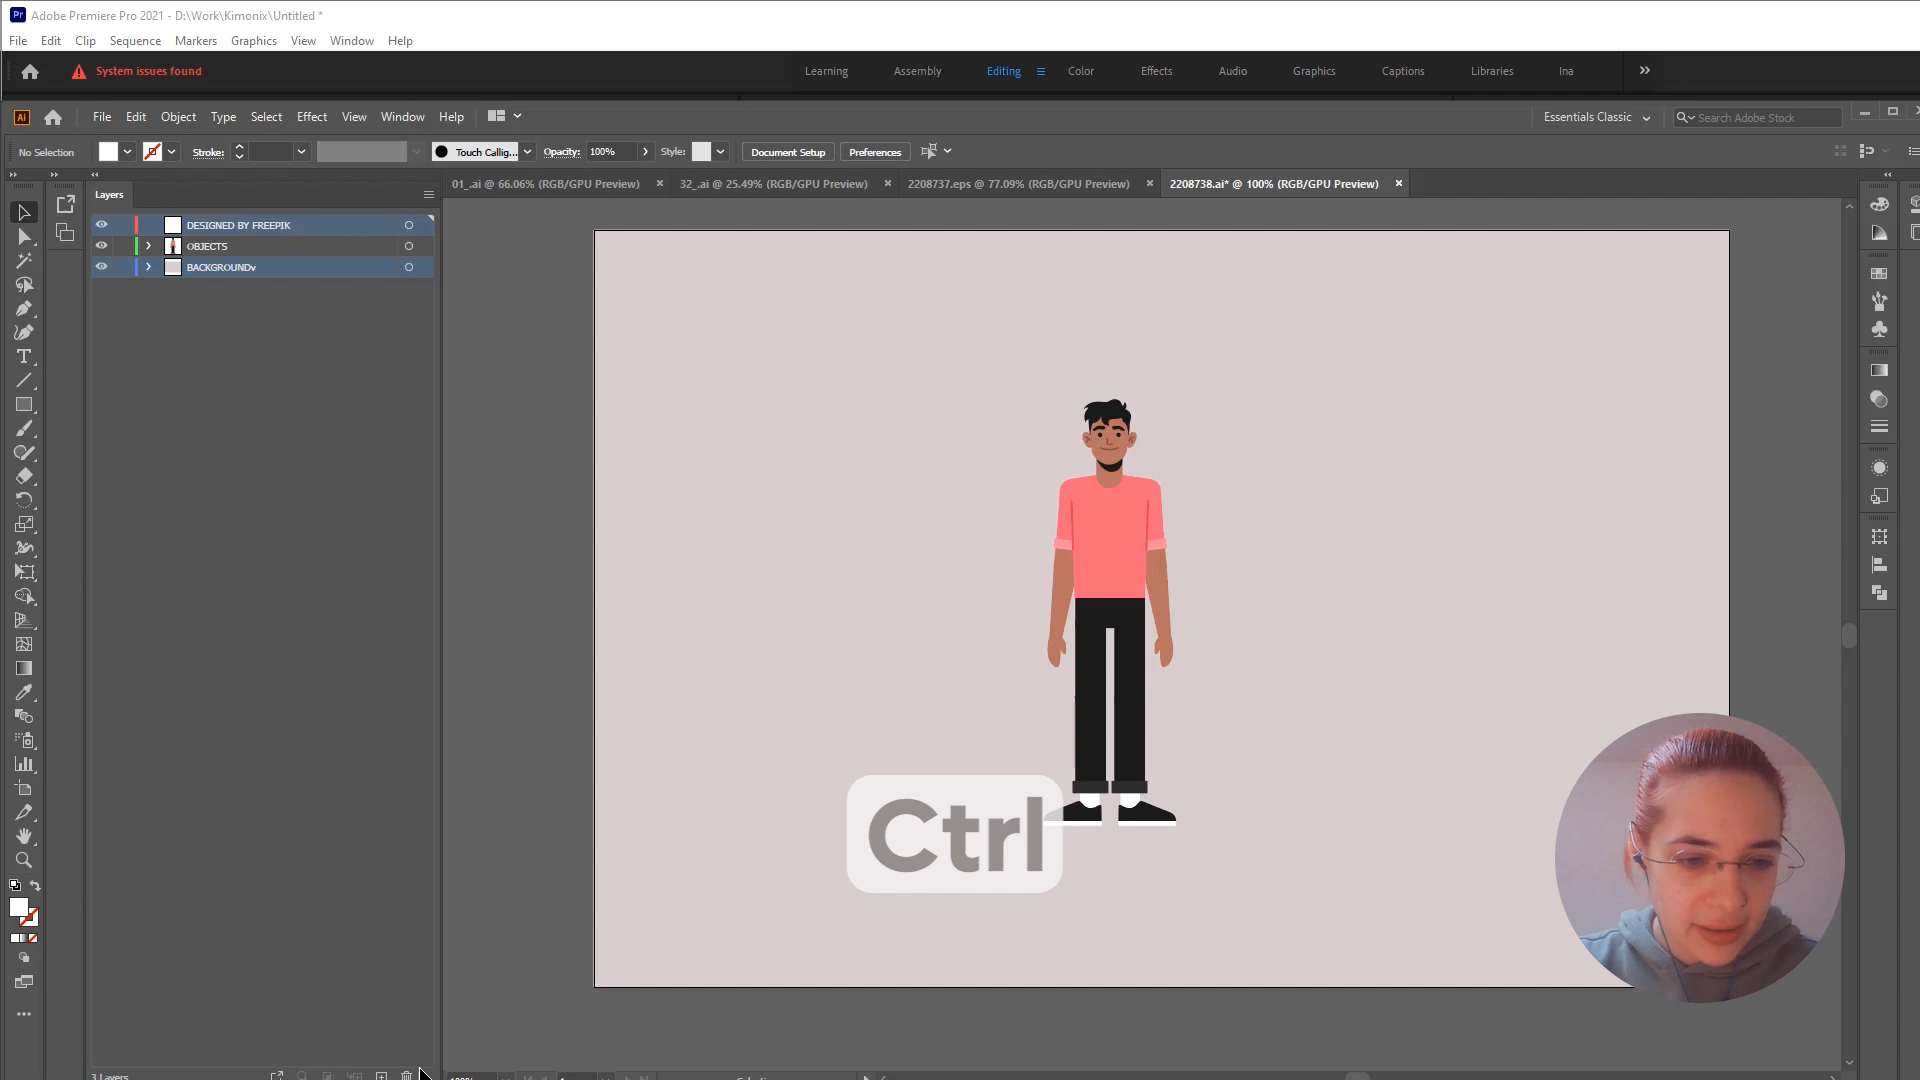 Pr Adobe Premiere Pro 2021 - D:\Work\Kimonix\Untitled *
File Edit Clip Sequence Markers Graphics View Window Help
System issues found Learning Assembly Editing Color Effects Audio Graphics Captions Libraries Ina
Ai File Edit Object Type Select Effect View Window Help Essentials Classic Search Adobe Stock
No Selection Stroke: Touch Callig... Opacity: 100% Style: Document Setup Preferences
01_.ai @ 66.06% (RGB/GPU Preview) 32_.ai @ 25.49% (RGB/GPU Preview) 2208737.eps @ 77.09% (RGB/GPU Preview) 2208738.ai* @ 100% (RGB/GPU Preview)
Layers
DESIGNED BY FREEPIK
OBJECTS
BACKGROUNDv
Ctrl
3 Layers